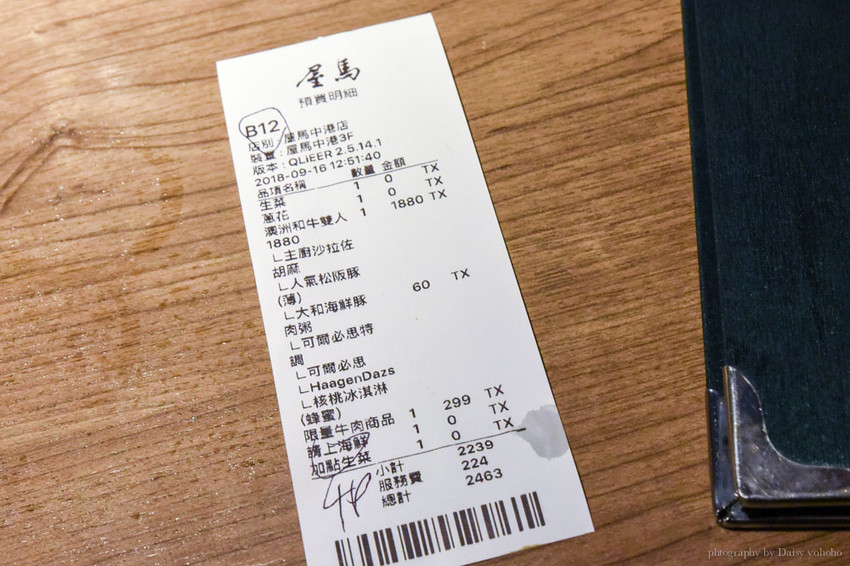 屋馬
預買明細
B12
店別:屋馬中港店
裝置:屋馬中港3F
版本:QLiEER 2.5.14.1
2018-09-16 12:51:40
品項名稱 數量 金額
生菜 1 0 TX
蔥花 1 0 TX
澳洲和牛雙人 1 1880 TX
1880
∟主廚沙拉佐
胡麻
∟人氣松阪豚
(薄)
∟大和海鮮豚 60 TX
肉粥
∟可爾必思特
調
∟可爾必思
∟HaagenDazs
∟核桃冰淇淋
(蜂蜜)
限量牛肉商品 1 299 TX
請上海鮮 1 0 TX
加點生菜 1 0 TX
小計 2239
服務費 224
總計 2463
phtography by Daisy yohoho